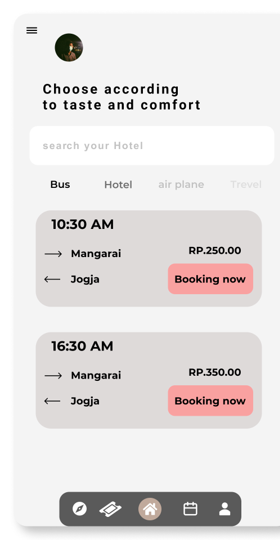 Choose according
to taste and comfort
search your Hotel
Bus Hotel air plane Trevel
10:30 AM
Mangarai RP.250.00
Jogja Booking now
16:30 AM
Mangarai RP.350.00
Jogja Booking now